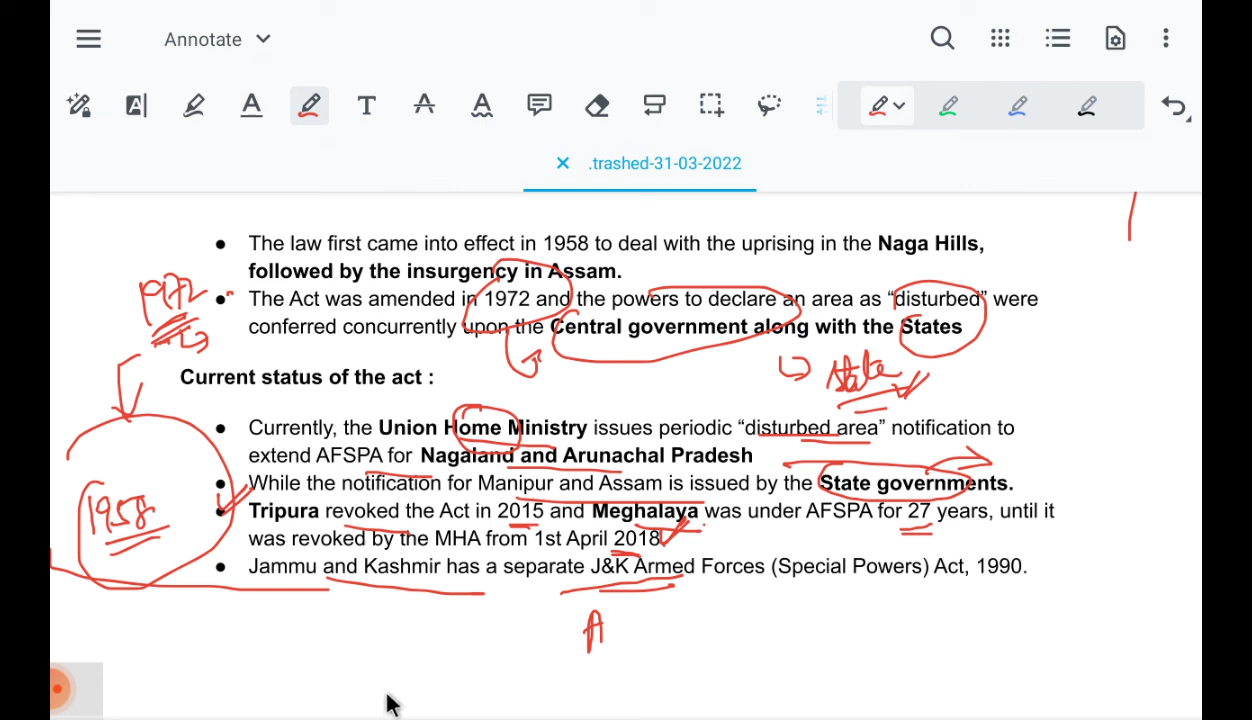 Annotate
.trashed-31-03-2022
● The law first came into effect in 1958 to deal with the uprising in the Naga Hills,
followed by the insurgency in Assam.
1972
● The Act was amended in 1972 and the powers to declare an area as “disturbed” were
conferred concurrently upon the Central government along with the States
State
Current status of the act :
● Currently, the Union Home Ministry issues periodic “disturbed area” notification to
extend AFSPA for Nagaland and Arunachal Pradesh
● While the notification for Manipur and Assam is issued by the State governments.
1958
● Tripura revoked the Act in 2015 and Meghalaya was under AFSPA for 27 years, until it
was revoked by the MHA from 1st April 2018
● Jammu and Kashmir has a separate J&K Armed Forces (Special Powers) Act, 1990.
A